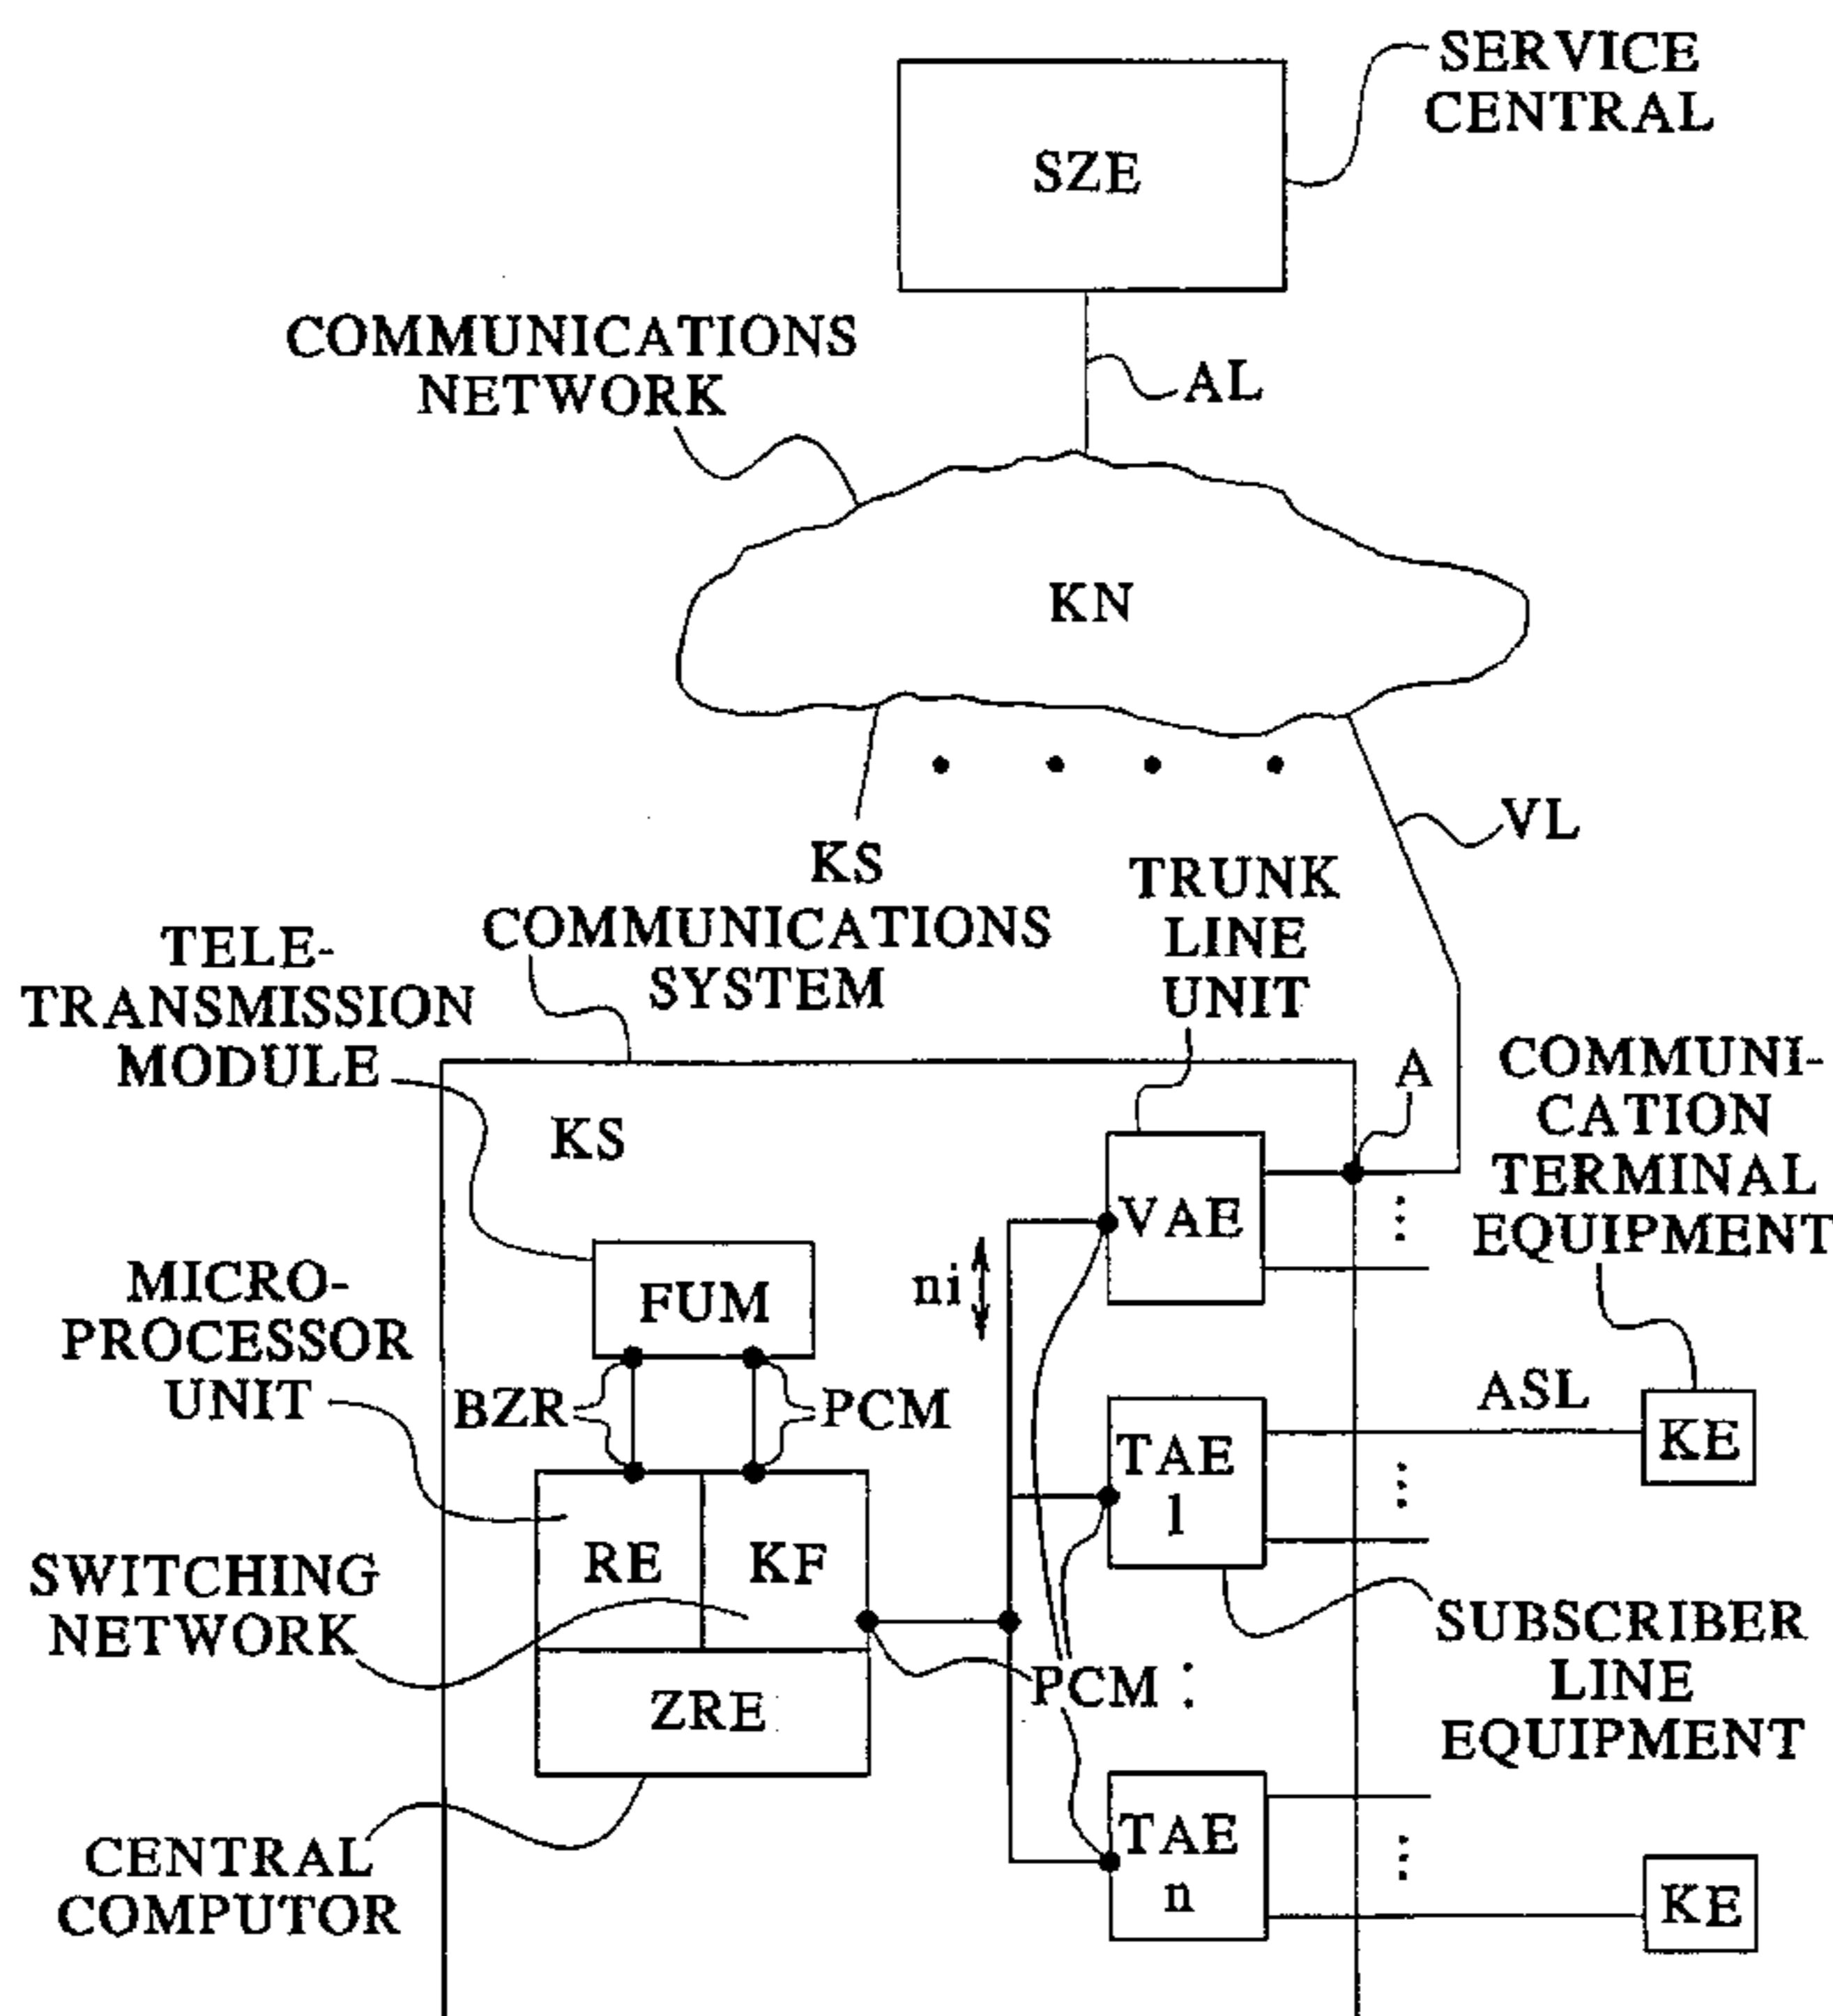 SERVICE
CENTRAL
SZE
COMMUNICATIONS
NETWORK
AL
KN
VL
KS
COMMUNICATIONS
SYSTEM
TRUNK
LINE
UNIT
TELE-
TRANSMISSION
MODULE
A
COMMUNI-
CATION
TERMINAL
EQUIPMENT
KS
VAE
MICRO-
PROCESSOR
UNIT
FUM
ni
BZR
PCM
ASL
KE
TAE
1
RE
KF
SWITCHING
NETWORK
SUBSCRIBER
LINE
EQUIPMENT
PCM
ZRE
CENTRAL
COMPUTOR
TAE
n
KE